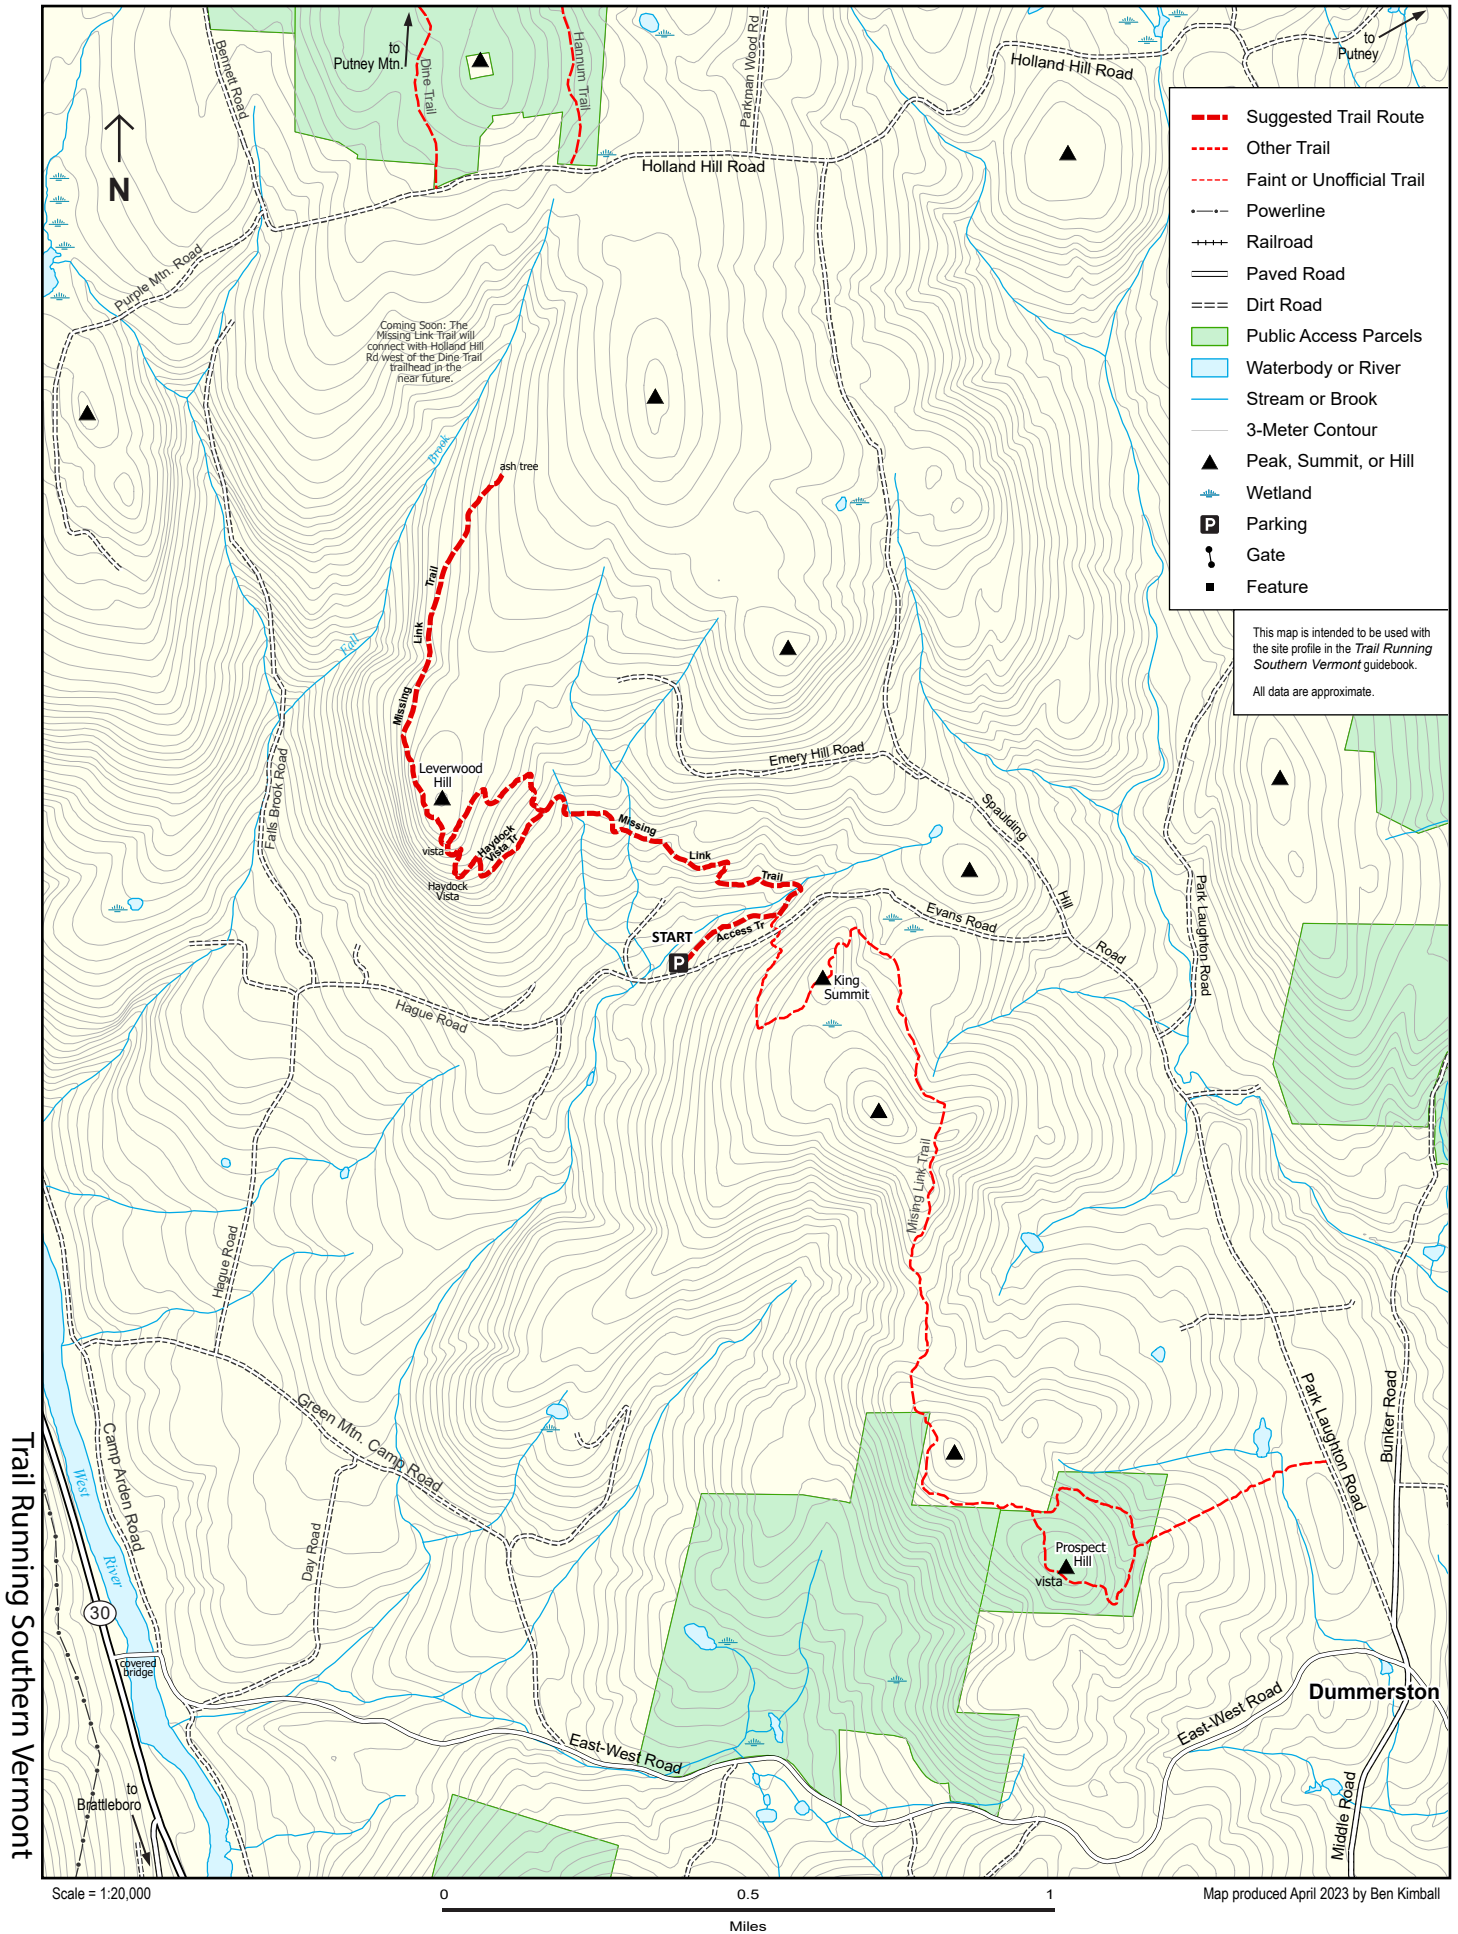 to
Putney Mtn.
Bennett Road
Dine Trail
Hannum Trail
Parkman Wood Rd
Holland Hill Road
to
Putney
N
Holland Hill Road
Purple Mtn. Road
Suggested Trail Route
Other Trail
Faint or Unofficial Trail
Powerline
Railroad
Paved Road
Dirt Road
Public Access Parcels
Waterbody or River
Stream or Brook
3-Meter Contour
Peak, Summit, or Hill
Wetland
P Parking
Gate
Feature
This map is intended to be used with
the site profile in the Trail Running
Southern Vermont guidebook.
All data are approximate.
Coming Soon: The
Missing Link Trail will
connect with Holland Hill
Rd west of the Dine Trail
trailhead in the
near future.
Brook
ash tree
Trail
Link
Missing
Fall
Falls Brook Road
Leverwood
Hill
Emery Hill Road
Spaulding
Hill
Road
vista
Haydock
Vista Tr
Haydock
Vista
Missing
Link
Trail
START
P
Access Tr
Evans Road
Park Laughton Road
King
Summit
Hague Road
Mising Link Trail
Hague Road
Green Mtn. Camp Road
Camp Arden Road
Day Road
West
River
30
covered
bridge
Park Laughton Road
Bunker Road
Prospect
Hill
vista
Dummerston
East-West Road
East-West Road
Middle Road
to
Brattleboro
Trail Running Southern Vermont
Scale = 1:20,000
0 0.5 1
Miles
Map produced April 2023 by Ben Kimball